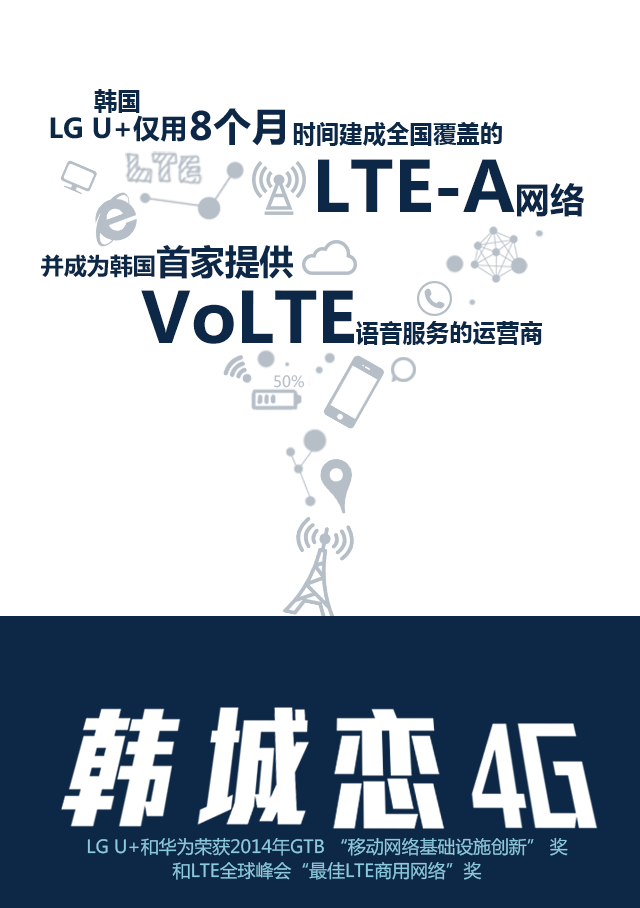 韩国
LG U+仅用8个月时间建成全国覆盖的
LTE
LTE-A网络
并成为韩国首家提供
VoLTE语音服务的运营商
50%
韩城恋4G
LG U+和华为荣获2014年GTB “移动网络基础设施创新” 奖
和LTE全球峰会“最佳LTE商用网络”奖